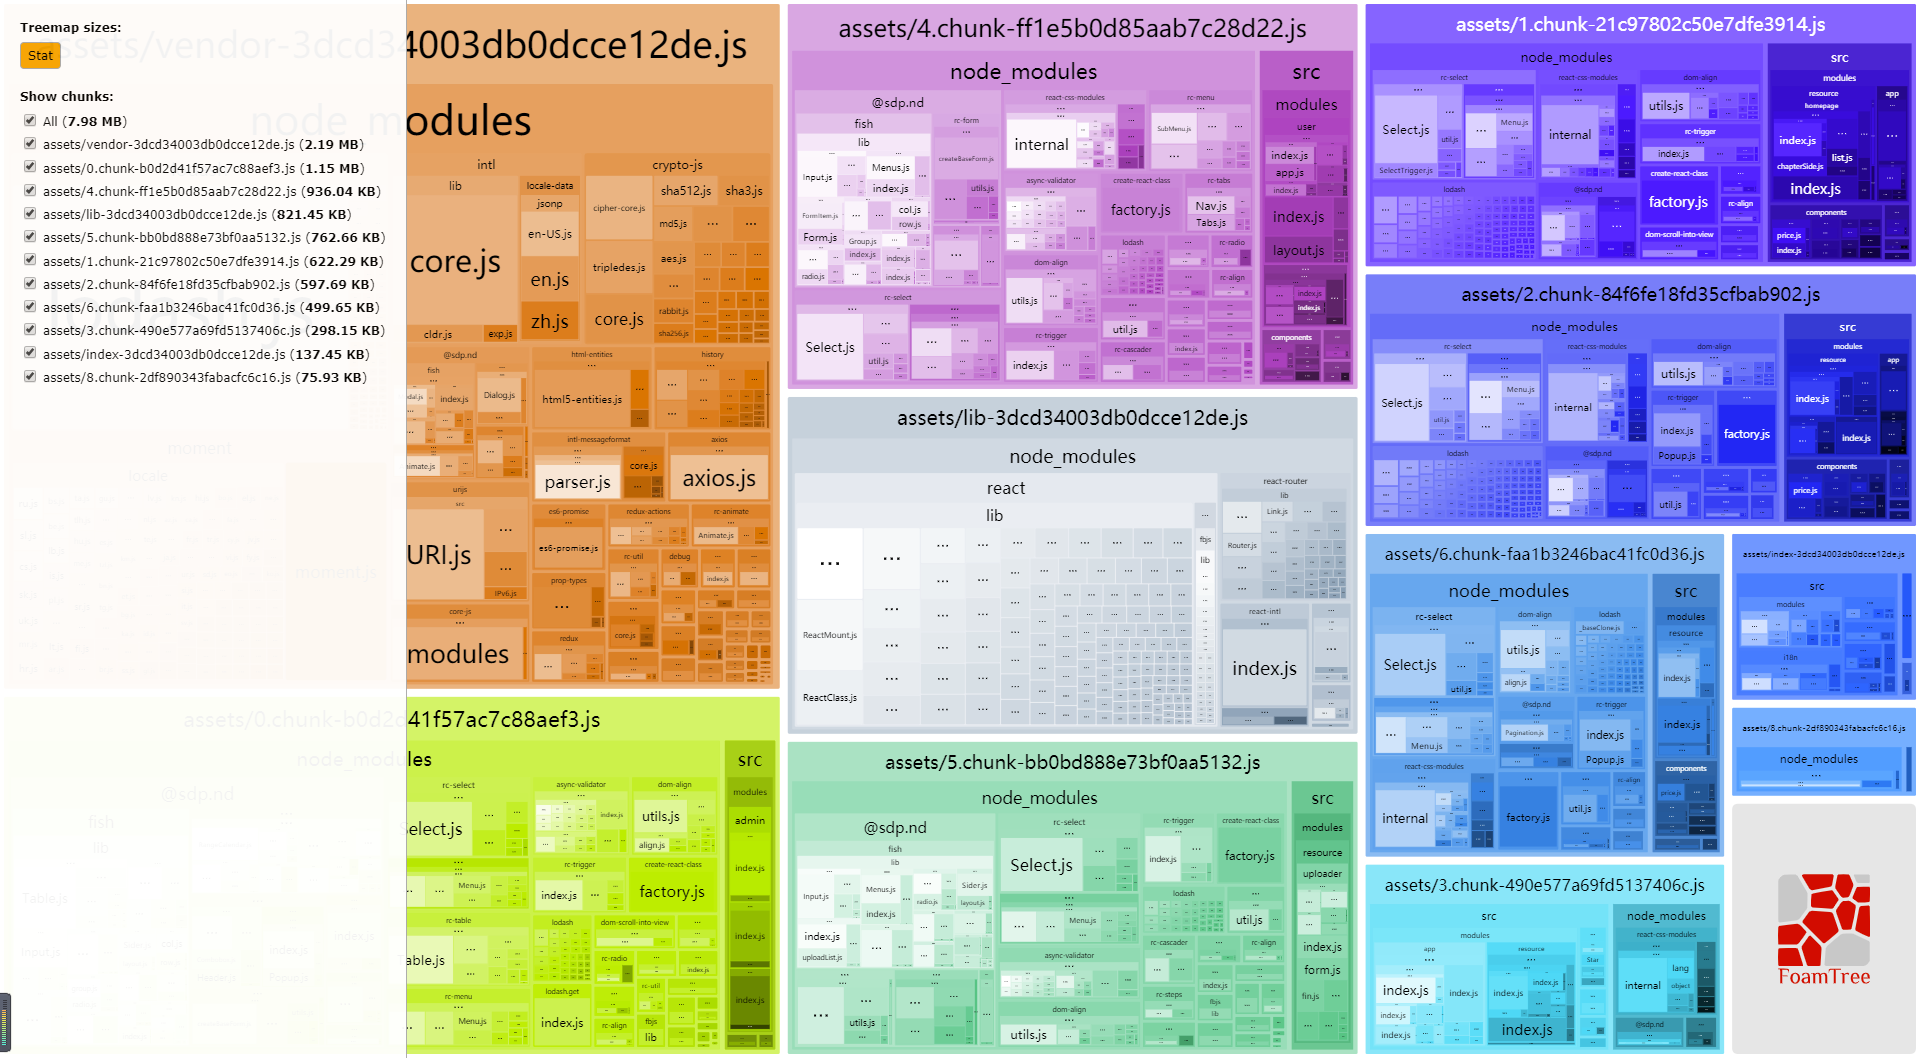 Treemap sizes:
Stat
Show chunks:
All (7.98 MB)
assets/vendor-3dcd34003db0dcce12de.js (2.19 MB)
assets/0.chunk-b0d2d41f57ac7c88aef3.js (1.15 MB)
assets/4.chunk-ff1e5b0d85aab7c28d22.js (936.04 KB)
assets/lib-3dcd34003db0dcce12de.js (821.45 KB)
assets/5.chunk-bb0bd888e73bf0aa5132.js (762.66 KB)
assets/1.chunk-21c97802c50e7dfe3914.js (622.29 KB)
assets/2.chunk-84f6fe18fd35cfbab902.js (597.69 KB)
assets/6.chunk-faa1b3246bac41fc0d36.js (499.65 KB)
assets/3.chunk-490e577a69fd5137406c.js (298.15 KB)
assets/index-3dcd34003db0dcce12de.js (137.45 KB)
assets/8.chunk-2df890343fabacfc6c16.js (75.93 KB)
assets/vendor-3dcd34003db0dcce12de.js
node_modules
moment
locale
moment.js
intl
lib
core.js
cldr.js
exp.js
locale-data
jsonp
en-US.js
en.js
zh.js
crypto-js
cipher-core.js
sha512.js
sha3.js
md5.js
tripledes.js
aes.js
core.js
rabbit.js
sha256.js
@sdp.nd
fish
index.js
Dialog.js
html-entities
html5-entities.js
history
intl-messageformat
parser.js
core.js
axios
axios.js
urijs
src
URI.js
IPv6.js
es6-promise
es6-promise.js
redux-actions
rc-animate
Animate.js
rc-util
debug
index.js
prop-types
core-js
modules
redux
core.js
assets/0.chunk-b0d2d41f57ac7c88aef3.js
node_modules
src
@sdp.nd
fish
lib
Table.js
Input.js
rc-select
Select.js
Menu.js
rc-table
Table.js
rc-menu
Menu.js
async-validator
index.js
dom-align
utils.js
align.js
rc-trigger
index.js
create-react-class
factory.js
lodash
dom-scroll-into-view
rc-radio
index.js
lodash.get
index.js
rc-util
rc-align
fbjs
lib
modules
admin
index.js
index.js
index.js
assets/4.chunk-ff1e5b0d85aab7c28d22.js
node_modules
src
@sdp.nd
fish
lib
Input.js
Menus.js
index.js
FormItem.js
col.js
row.js
Form.js
Group.js
index.js
index.js
radio.js
index.js
rc-form
createBaseForm.js
utils.js
rc-select
Select.js
util.js
react-css-modules
internal
rc-menu
SubMenu.js
async-validator
create-react-class
factory.js
rc-tabs
Nav.js
Tabs.js
dom-align
utils.js
lodash
rc-radio
rc-align
rc-trigger
index.js
util.js
rc-cascader
index.js
modules
user
index.js
app.js
index.js
index.js
layout.js
index.js
index.js
components
assets/lib-3dcd34003db0dcce12de.js
node_modules
react
lib
ReactMount.js
ReactClass.js
fbjs
lib
react-router
lib
Link.js
Router.js
react-intl
index.js
assets/5.chunk-bb0bd888e73bf0aa5132.js
node_modules
src
@sdp.nd
fish
lib
Input.js
Menus.js
index.js
radio.js
Sider.js
layout.js
index.js
uploadList.js
utils.js
rc-select
Select.js
Menu.js
async-validator
dom-align
utils.js
rc-trigger
index.js
create-react-class
factory.js
lodash
util.js
rc-cascader
rc-align
index.js
rc-steps
fbjs
lib
modules
resource
uploader
index.js
form.js
fin.js
assets/1.chunk-21c97802c50e7dfe3914.js
node_modules
src
rc-select
Select.js
util.js
Menu.js
SelectTrigger.js
react-css-modules
internal
dom-align
utils.js
rc-trigger
index.js
lodash
@sdp.nd
create-react-class
factory.js
rc-align
dom-scroll-into-view
modules
resource
homepage
app
index.js
list.js
chapterSide.js
index.js
components
price.js
index.js
assets/2.chunk-84f6fe18fd35cfbab902.js
node_modules
src
rc-select
Select.js
util.js
Menu.js
react-css-modules
internal
dom-align
utils.js
rc-trigger
index.js
Popup.js
factory.js
lodash
@sdp.nd
util.js
modules
resource
app
index.js
index.js
components
price.js
assets/6.chunk-faa1b3246bac41fc0d36.js
node_modules
src
rc-select
Select.js
util.js
Menu.js
dom-align
utils.js
align.js
lodash
_baseClone.js
@sdp.nd
Pagination.js
rc-trigger
index.js
Popup.js
react-css-modules
internal
factory.js
util.js
rc-align
modules
resource
index.js
index.js
components
price.js
assets/index-3dcd34003db0dcce12de.js
src
modules
i18n
assets/8.chunk-2df890343fabacfc6c16.js
node_modules
assets/3.chunk-490e577a69fd5137406c.js
src
node_modules
modules
app
index.js
index.js
index.js
index.js
resource
index.js
index.js
index.js
Star
react-css-modules
internal
lang
object
@sdp.nd
FoamTree